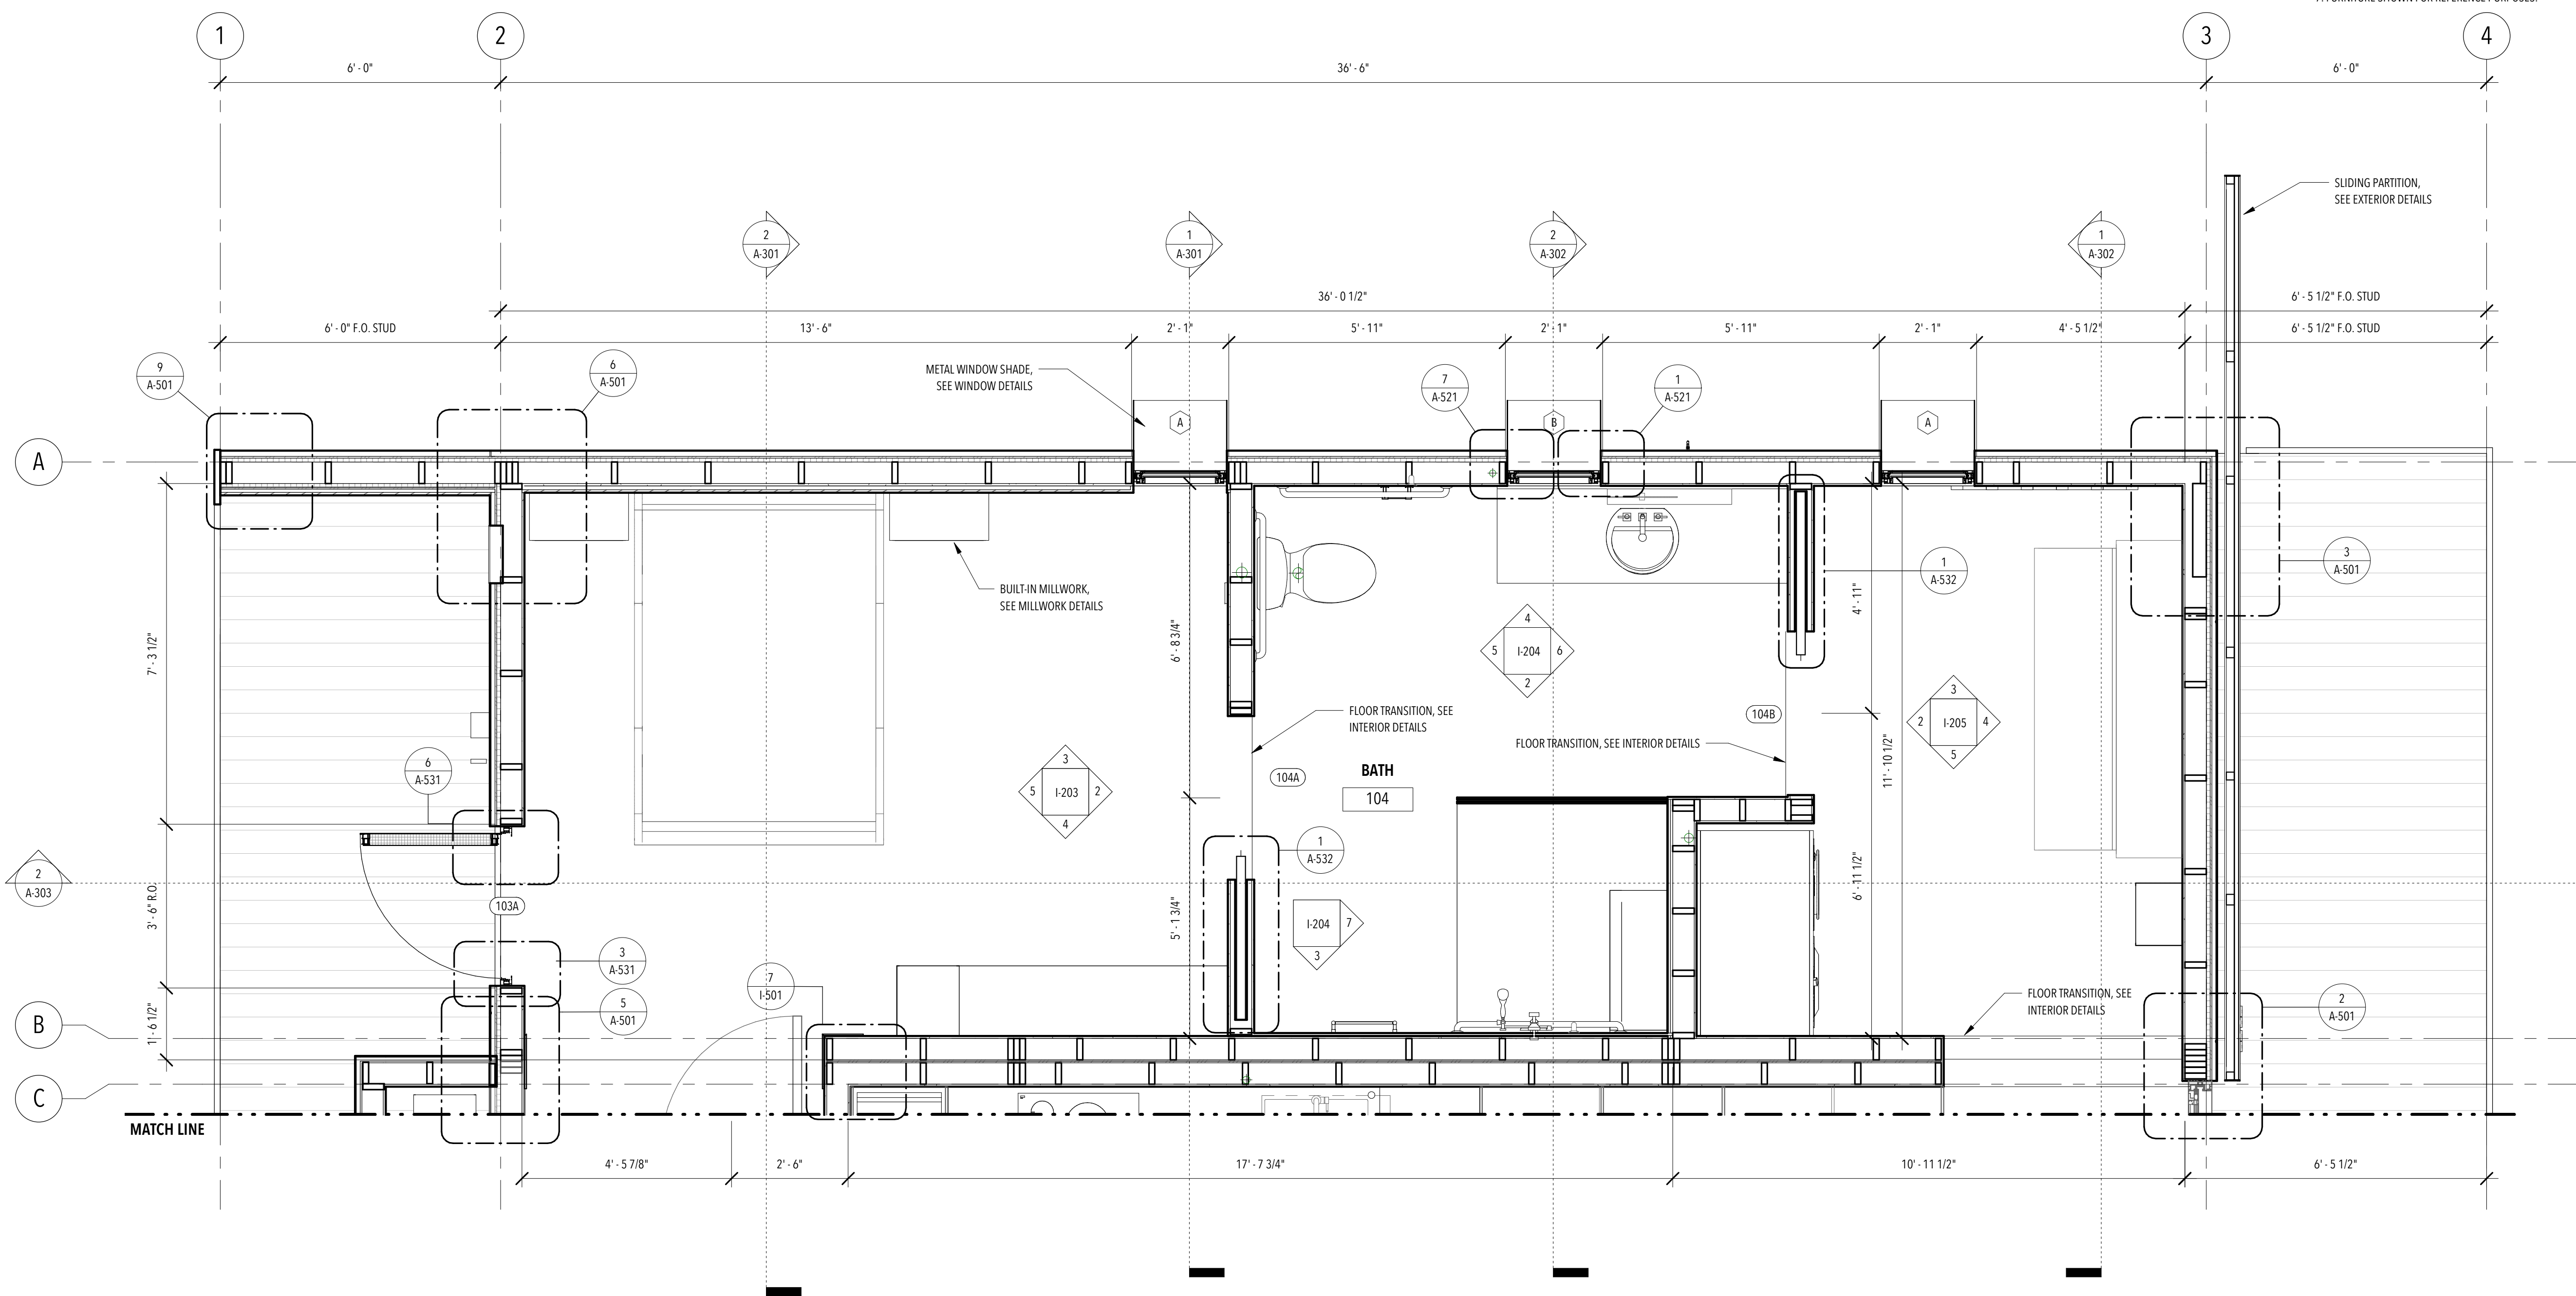 1
2
3
4
6' - 0"
36' - 6"
6' - 0"
SLIDING PARTITION,
SEE EXTERIOR DETAILS
2
A-301
1
A-301
2
A-302
1
A-302
36' - 0 1/2"
6' - 5 1/2" F.O. STUD
6' - 0" F.O. STUD
13' - 6"
2' - 1"
5' - 11"
2' - 1"
5' - 11"
2' - 1"
4' - 5 1/2"
6' - 5 1/2" F.O. STUD
9
A-501
6
A-501
METAL WINDOW SHADE,
SEE WINDOW DETAILS
7
A-521
1
A-521
A
B
A
A
BUILT-IN MILLWORK,
SEE MILLWORK DETAILS
1
A-532
3
A-501
7' - 3 1/2"
6' - 8 3/4"
4' - 11"
4
5
I-204
6
2
FLOOR TRANSITION, SEE
INTERIOR DETAILS
104B
3
2
I-205
4
5
FLOOR TRANSITION, SEE INTERIOR DETAILS
6
A-531
3
5
I-203
2
4
104A
BATH
104
11' - 10 1/2"
1
A-532
2
A-303
3' - 6" R.O.
103A
5' - 1 3/4"
I-204
7
3
6' - 11 1/2"
3
A-531
7
I-501
5
A-501
FLOOR TRANSITION, SEE
INTERIOR DETAILS
2
A-501
1' - 6 1/2"
B
C
MATCH LINE
4' - 5 7/8"
2' - 6"
17' - 7 3/4"
10' - 11 1/2"
6' - 5 1/2"